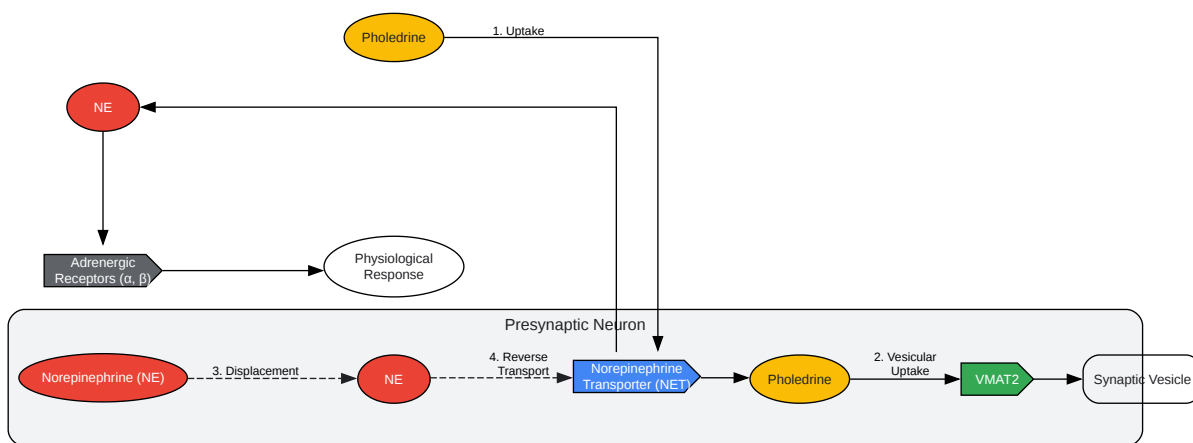 Pholedrine
1. Uptake
NE
Adrenergic
Receptors (α, β)
Physiological
Response
Presynaptic Neuron
Norepinephrine (NE)
3. Displacement
NE
4. Reverse
Transport
Norepinephrine
Transporter (NET)
Pholedrine
2. Vesicular
Uptake
VMAT2
Synaptic Vesicle